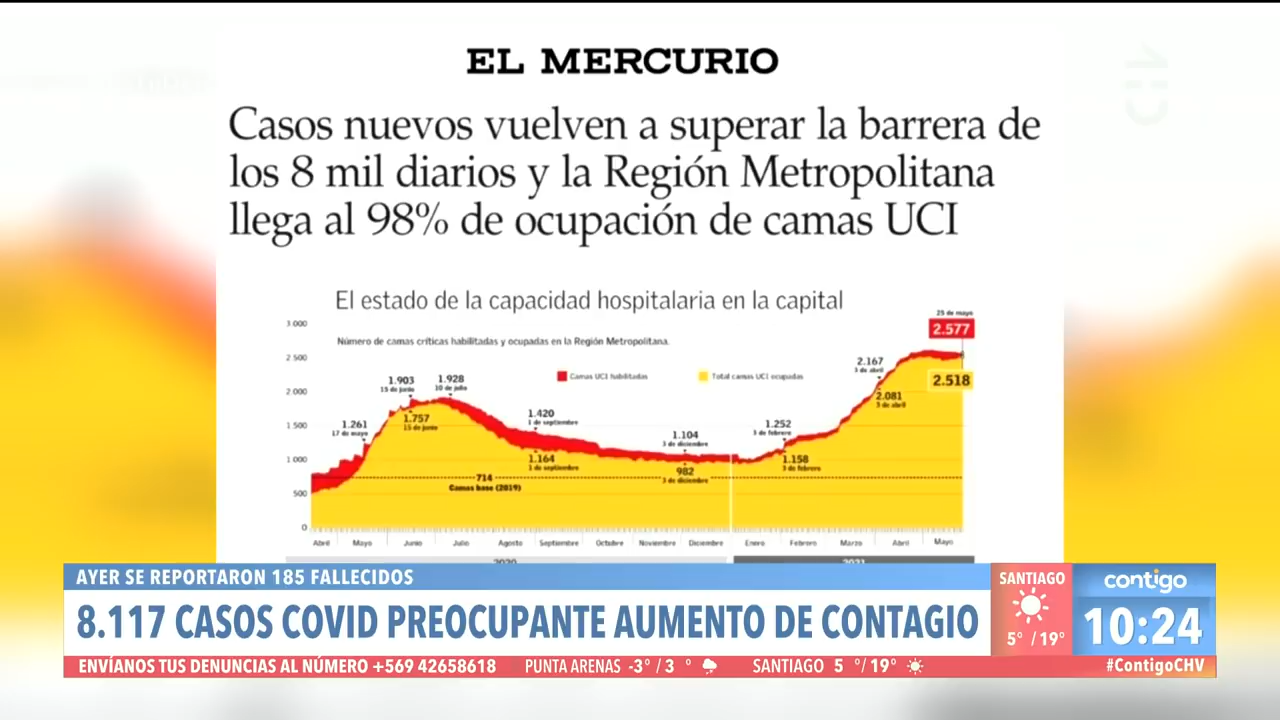 EL MERCURIO
Casos nuevos vuelven a superar la barrera de
los 8 mil diarios y la Región Metropolitana
llega al 98% de ocupación de camas UCI
El estado de la capacidad hospitalaria en la capital
Número de camas críticas habilitadas y ocupadas en la Región Metropolitana.
Camas UCI habilitadas
Total camas UCI ocupadas
3 000
2 500
2 000
1 500
1 000
500
0
1.261
17 de mayo
1.903
15 de junio
1.757
15 de junio
1.928
10 de julio
1.420
1 de septiembre
1.164
1 de septiembre
1.104
3 de diciembre
982
3 de diciembre
1.252
3 de febrero
1.158
3 de febrero
2.167
3 de abril
2.081
3 de abril
25 de mayo
2.577
2.518
714
Camas base (2019)
Abril Mayo Junio Julio Agosto Septiembre Octubre Noviembre Diciembre Enero Febrero Marzo Abril Mayo
2020 2021
AYER SE REPORTARON 185 FALLECIDOS
8.117 CASOS COVID PREOCUPANTE AUMENTO DE CONTAGIO
SANTIAGO
5° / 19°
contigo
10:24
ENVÍANOS TUS DENUNCIAS AL NÚMERO +569 42658618 PUNTA ARENAS -3° / 3 ° SANTIAGO 5 °/ 19°
#ContigoCHV